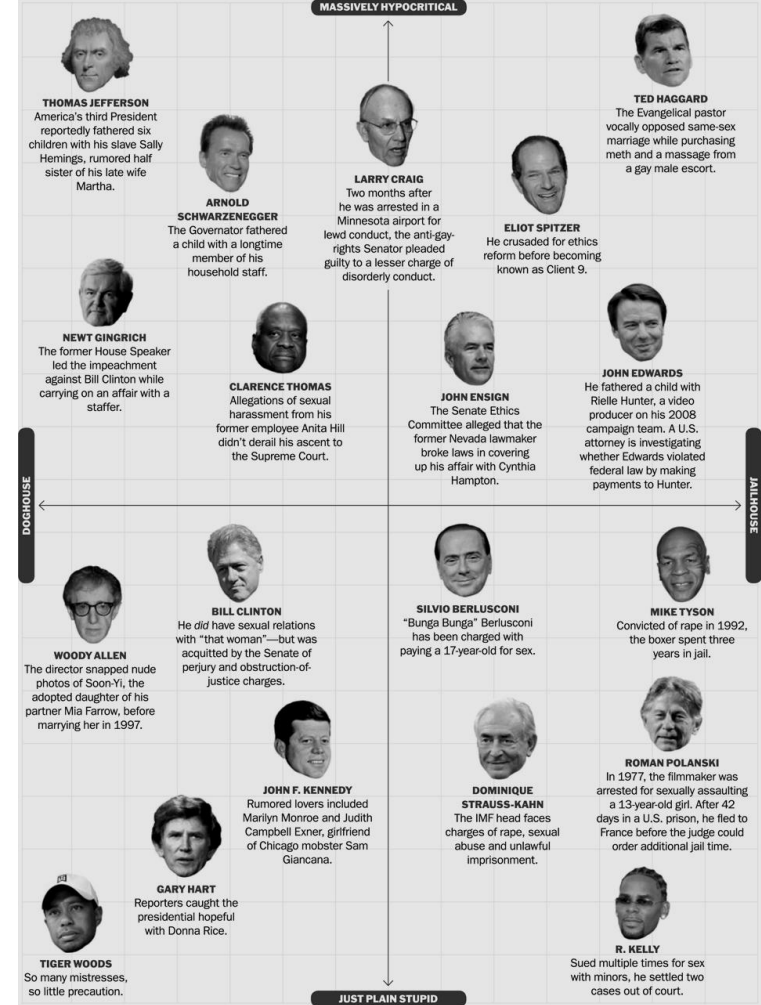 MASSIVELY HYPOCRITICAL
THOMAS JEFFERSON
America's third President
reportedly fathered six
children with his slave Sally
Hemings, rumored half
sister of his late wife
Martha.
ARNOLD
SCHWARZENEGGER
The Governor fathered
a child with a longtime
member of his
household staff.
LARRY CRAIG
Two months after
he was arrested in a
Minnesota airport for
lewd conduct, the anti-gay-
rights Senator pleaded
guilty to a lesser charge of
disorderly conduct.
ELIOT SPITZER
He crusaded for ethics
reform before becoming
known as Client 9.
TED HAGGARD
The Evangelical pastor
vocally opposed same-sex
marriage while purchasing
meth and a massage from
a gay male escort.
NEWT GINGRICH
The former House Speaker
led the impeachment
against Bill Clinton while
carrying on an affair with a
staffer.
CLARENCE THOMAS
Allegations of sexual
harassment from his
former employee Anita Hill
didn't derail his ascent to
the Supreme Court.
JOHN ENSIGN
The Senate Ethics
Committee alleged that the
former Nevada lawmaker
broke laws in covering
up his affair with Cynthia
Hampton.
JOHN EDWARDS
He fathered a child with
Rielle Hunter, a video
producer on his 2008
campaign team. A U.S.
attorney is investigating
whether Edwards violated
federal law by making
payments to Hunter.
DOGHOUSE
JAILHOUSE
WOODY ALLEN
The director snapped nude
photos of Soon-Yi, the
adopted daughter of his
partner Mia Farrow, before
marrying her in 1997.
BILL CLINTON
He did have sexual relations
with "that woman"—but was
acquitted by the Senate of
perjury and obstruction-of-
justice charges.
SILVIO BERLUSCONI
"Bunga Bunga" Berlusconi
has been charged with
paying a 17-year-old for sex.
MIKE TYSON
Convicted of rape in 1992,
the boxer spent three
years in jail.
JOHN F. KENNEDY
Rumored lovers included
Marilyn Monroe and Judith
Campbell Exner, girlfriend
of Chicago mobster Sam
Giancana.
DOMINIQUE
STRAUSS-KAHN
The IMF head faces
charges of rape, sexual
abuse and unlawful
imprisonment.
ROMAN POLANSKI
In 1977, the filmmaker was
arrested for sexually assaulting
a 13-year-old girl. After 42
days in a U.S. prison, he fled to
France before the judge could
order additional jail time.
GARY HART
Reporters caught the
presidential hopeful
with Donna Rice.
TIGER WOODS
So many mistresses,
so little precaution.
R. KELLY
Sued multiple times for sex
with minors, he settled two
cases out of court.
JUST PLAIN STUPID